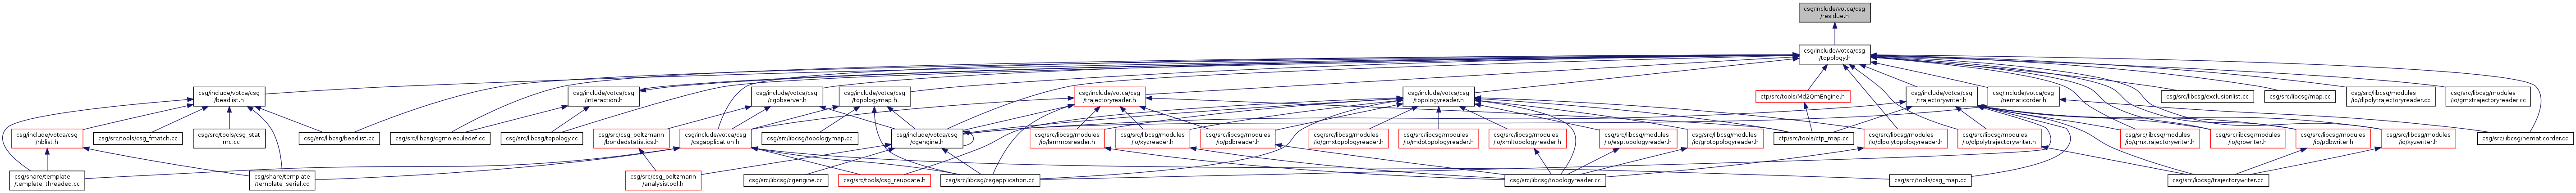 csg/include/votca/csg
/residue.h
csg/include/votca/csg
/topology.h
csg/include/votca/csg
/beadlist.h
csg/include/votca/csg
/interaction.h
csg/include/votca/csg
/cgobserver.h
csg/include/votca/csg
/topologymap.h
csg/include/votca/csg
/trajectoryreader.h
csg/include/votca/csg
/topologyreader.h
ctp/src/tools/Md2QmEngine.h
csg/include/votca/csg
/trajectorywriter.h
csg/include/votca/csg
/nematicorder.h
csg/src/libcsg/exclusionlist.cc
csg/src/libcsg/map.cc
csg/src/libcsg/modules
/io/dlpolytrajectoryreader.cc
csg/src/libcsg/modules
/io/gmxtrajectoryreader.cc
csg/include/votca/csg
/nblist.h
csg/src/tools/csg_fmatch.cc
csg/src/tools/csg_stat
_imc.cc
csg/src/libcsg/beadlist.cc
csg/src/libcsg/cgmoleculedef.cc
csg/src/libcsg/topology.cc
csg/src/csg_boltzmann
/bondedstatistics.h
csg/include/votca/csg
/csgapplication.h
csg/src/libcsg/topologymap.cc
csg/include/votca/csg
/cgengine.h
csg/src/libcsg/modules
/io/lammpsreader.h
csg/src/libcsg/modules
/io/xyzreader.h
csg/src/libcsg/modules
/io/pdbreader.h
csg/src/libcsg/modules
/io/gmxtopologyreader.h
csg/src/libcsg/modules
/io/mdptopologyreader.h
csg/src/libcsg/modules
/io/xmltopologyreader.h
csg/src/libcsg/modules
/io/esptopologyreader.h
csg/src/libcsg/modules
/io/grotopologyreader.h
ctp/src/tools/ctp_map.cc
csg/src/libcsg/modules
/io/dlpolytopologyreader.h
csg/src/libcsg/modules
/io/dlpolytrajectorywriter.h
csg/src/libcsg/modules
/io/gmxtrajectorywriter.h
csg/src/libcsg/modules
/io/growriter.h
csg/src/libcsg/modules
/io/pdbwriter.h
csg/src/libcsg/modules
/io/xyzwriter.h
csg/src/libcsg/nematicorder.cc
csg/share/template
/template_threaded.cc
csg/share/template
/template_serial.cc
csg/src/csg_boltzmann
/analysistool.h
csg/src/libcsg/cgengine.cc
csg/src/tools/csg_reupdate.h
csg/src/libcsg/csgapplication.cc
csg/src/libcsg/topologyreader.cc
csg/src/tools/csg_map.cc
csg/src/libcsg/trajectorywriter.cc